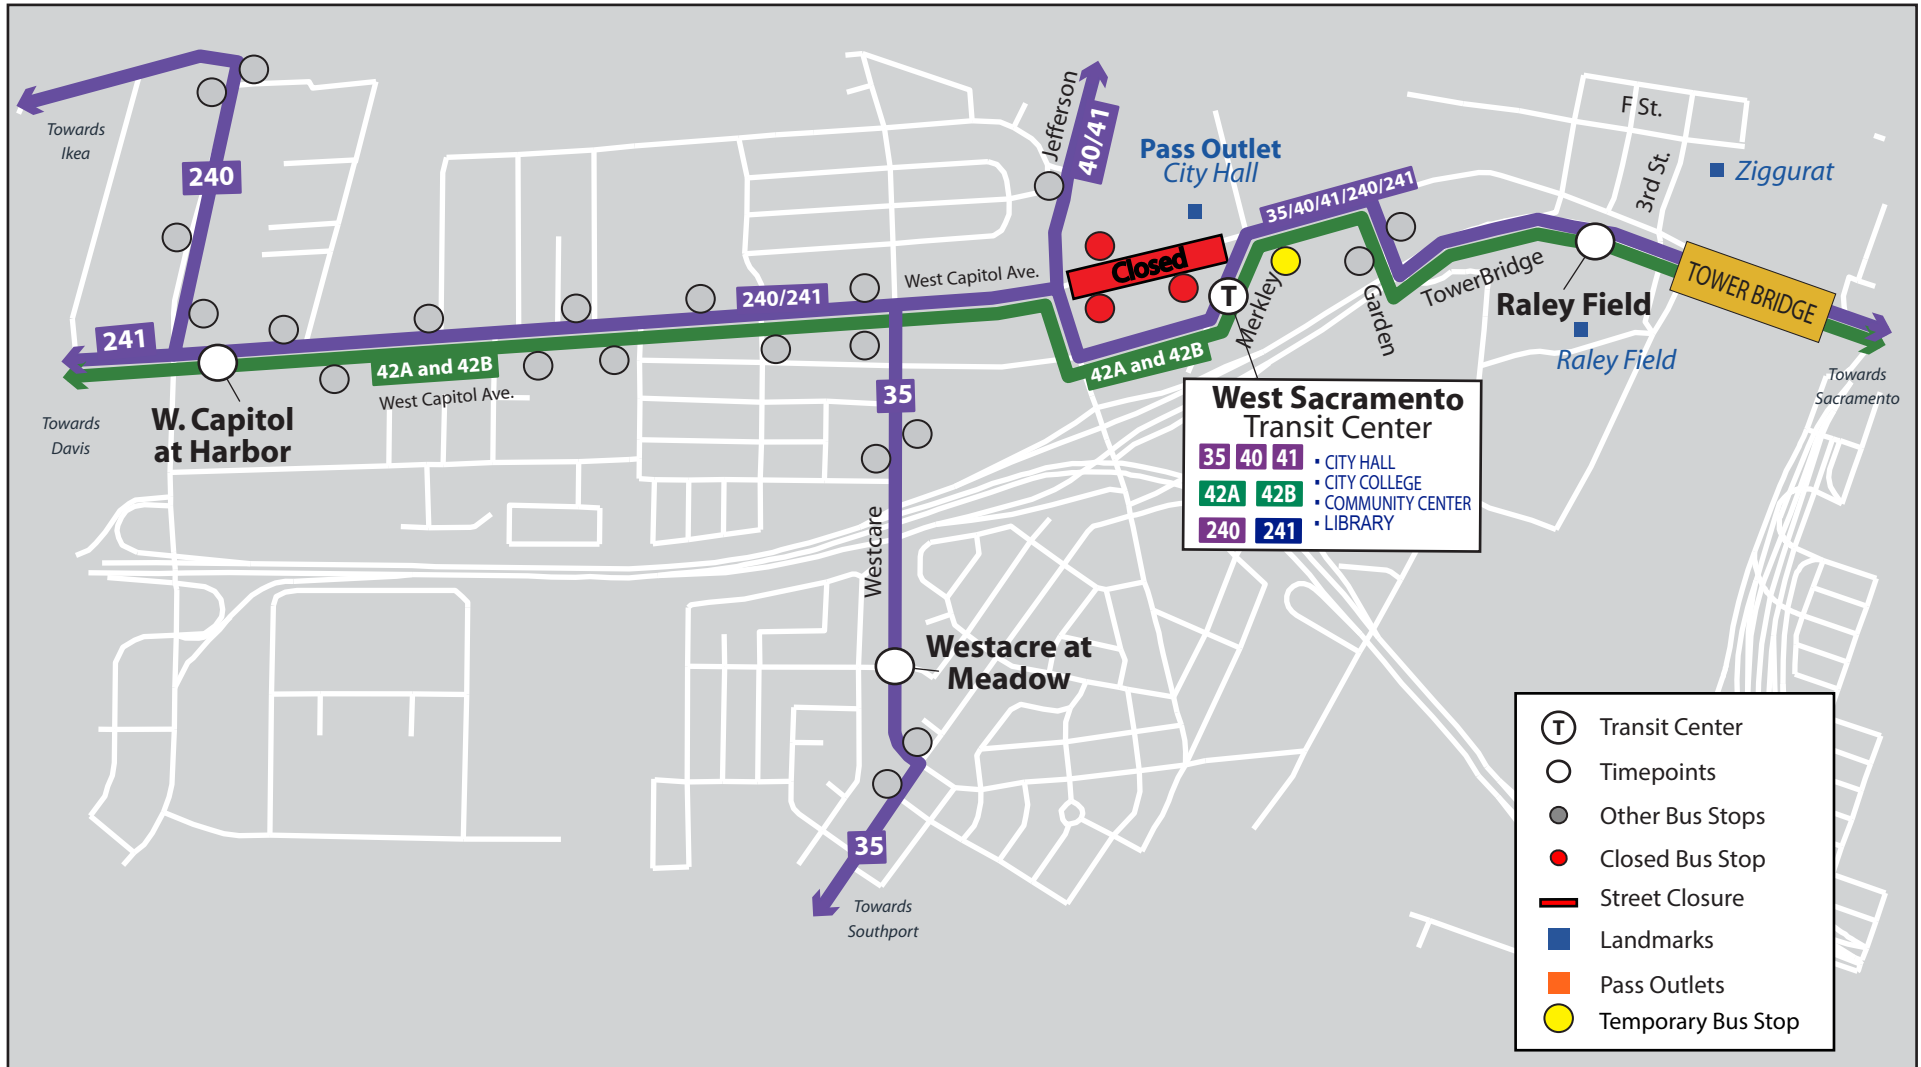 Towards
Ikea
240
241
Towards
Davis
W. Capitol
at Harbor
42A and 42B
West Capitol Ave.
240/241
West Capitol Ave.
35
Westcare
Westacre at
Meadow
35
Towards
Southport
Jefferson
40/41
Pass Outlet
City Hall
Closed
35/40/41/240/241
T
Merkley
42A and 42B
Garden
TowerBridge
Raley Field
Raley Field
F St.
3rd St.
Ziggurat
TOWER BRIDGE
Towards
Sacramento
West Sacramento
Transit Center
35 40 41
42A 42B
240 241
▪ CITY HALL
▪ CITY COLLEGE
▪ COMMUNITY CENTER
▪ LIBRARY
T Transit Center
Timepoints
Other Bus Stops
Closed Bus Stop
Street Closure
Landmarks
Pass Outlets
Temporary Bus Stop